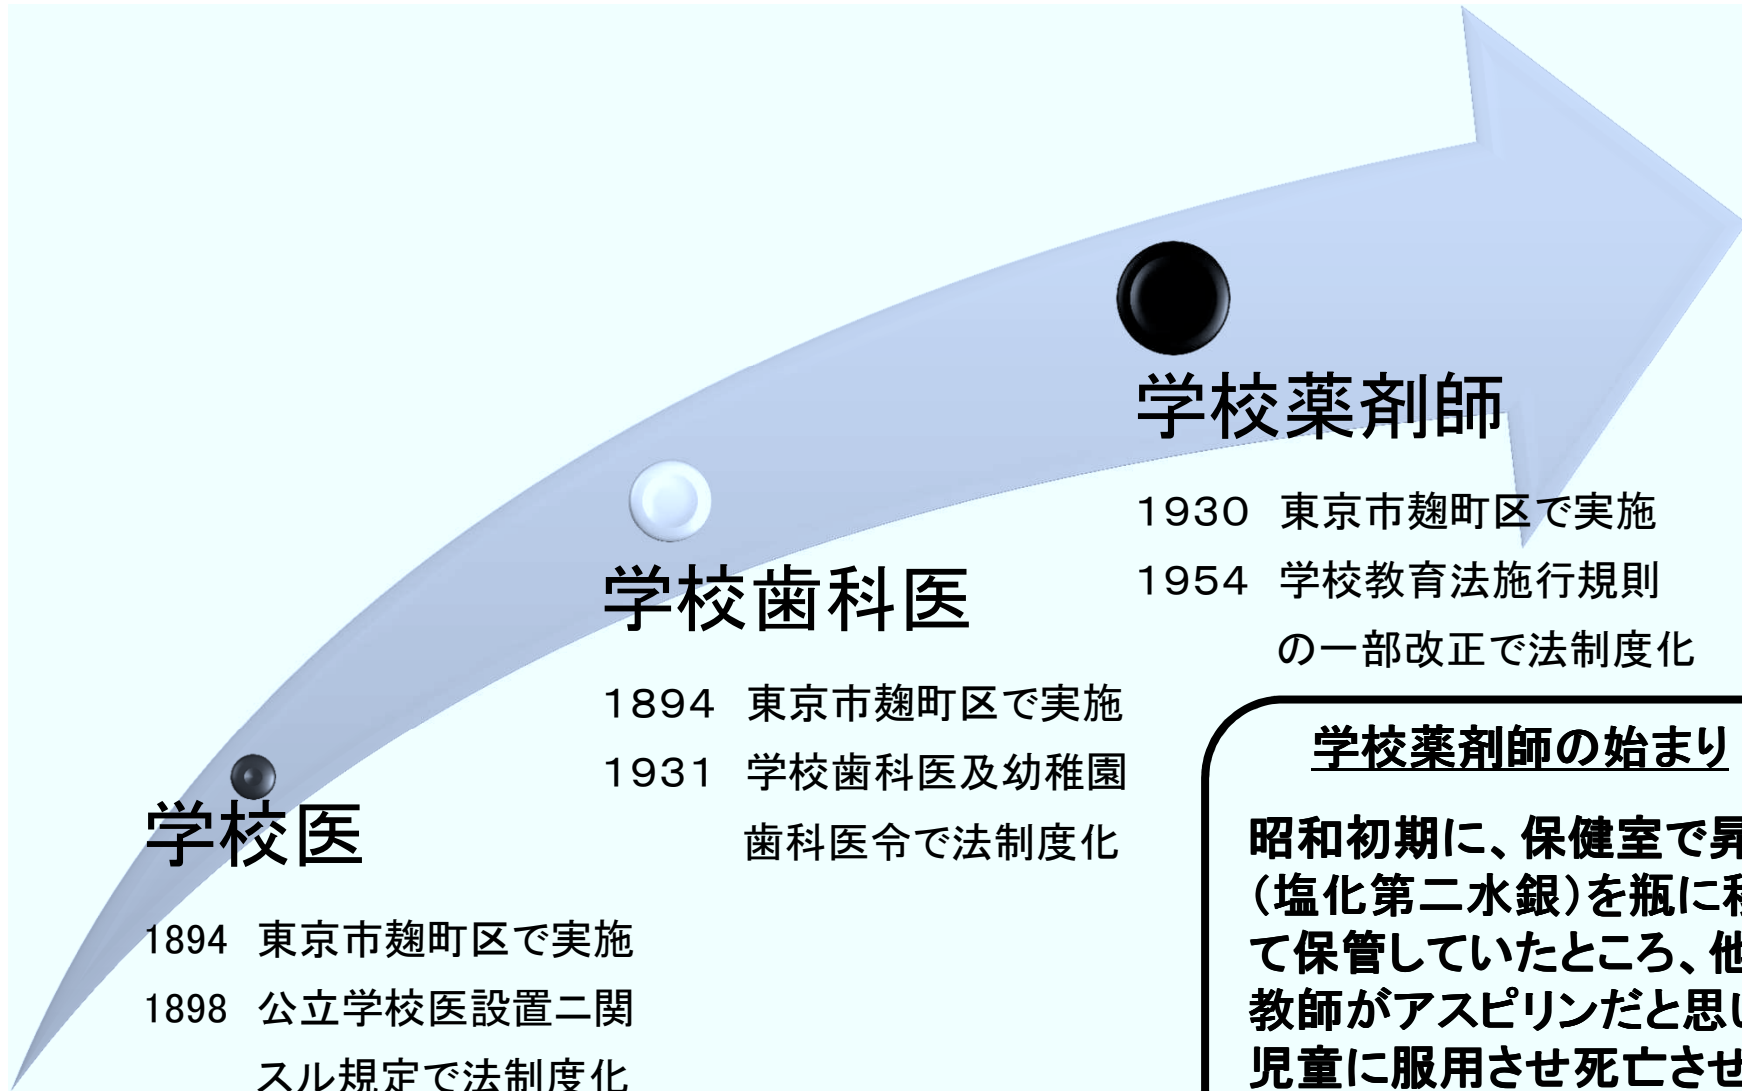 学校薬剤師
1930 東京市麹町区で実施
1954 学校教育法施行規則
の一部改正で法制度化
学校歯科医
1894 東京市麹町区で実施
1931 学校歯科医及幼稚園
歯科医令で法制度化
学校医
1894 東京市麹町区で実施
1898 公立学校医設置ニ関
スル規定で法制度化
学校薬剤師の始まり
昭和初期に、保健室で昇
（塩化第二水銀）を瓶に移
て保管していたところ、他
教師がアスピリンだと思い
児童に服用させ死亡させ